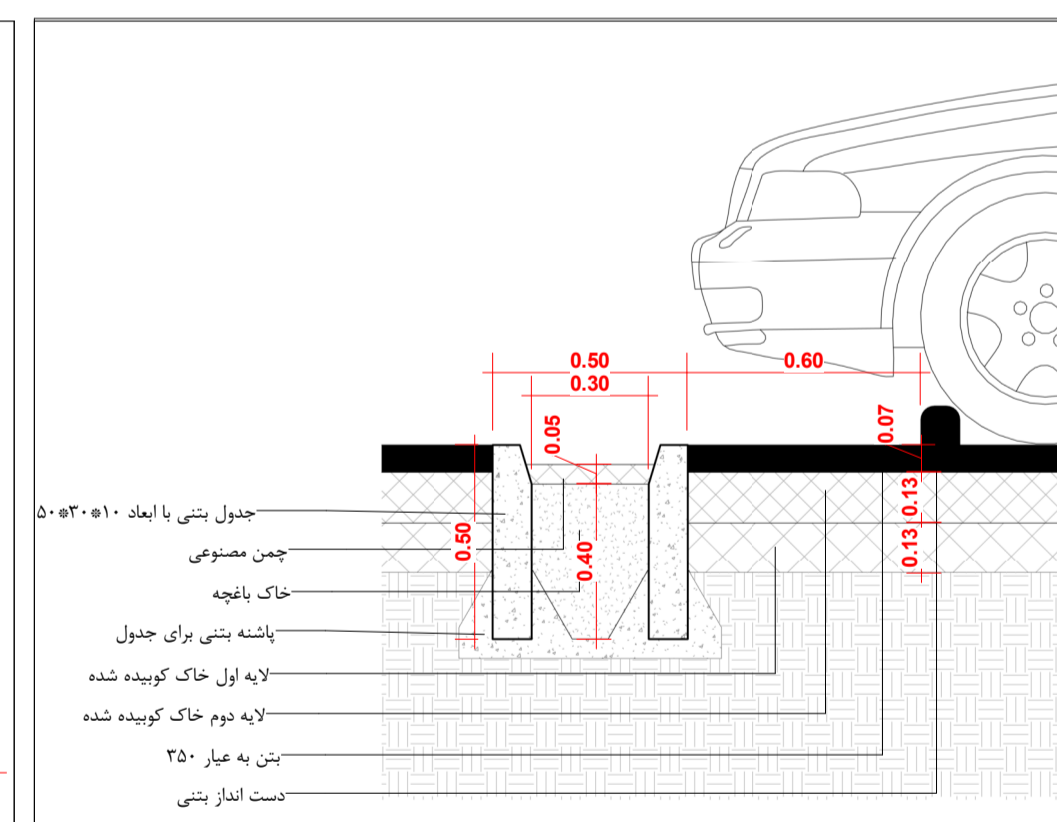 0.50
0.60
0.30
0.05
0.07
0.50
0.40
0.13
0.13
جدول بتنی با ابعاد ۱۰*۳۰*۵۰
چمن مصنوعی
خاک باغچه
پاشنه بتنی برای جدول
لایه اول خاک کوبیده شده
لایه دوم خاک کوبیده شده
بتن به عیار ۳۵۰
دست انداز بتنی